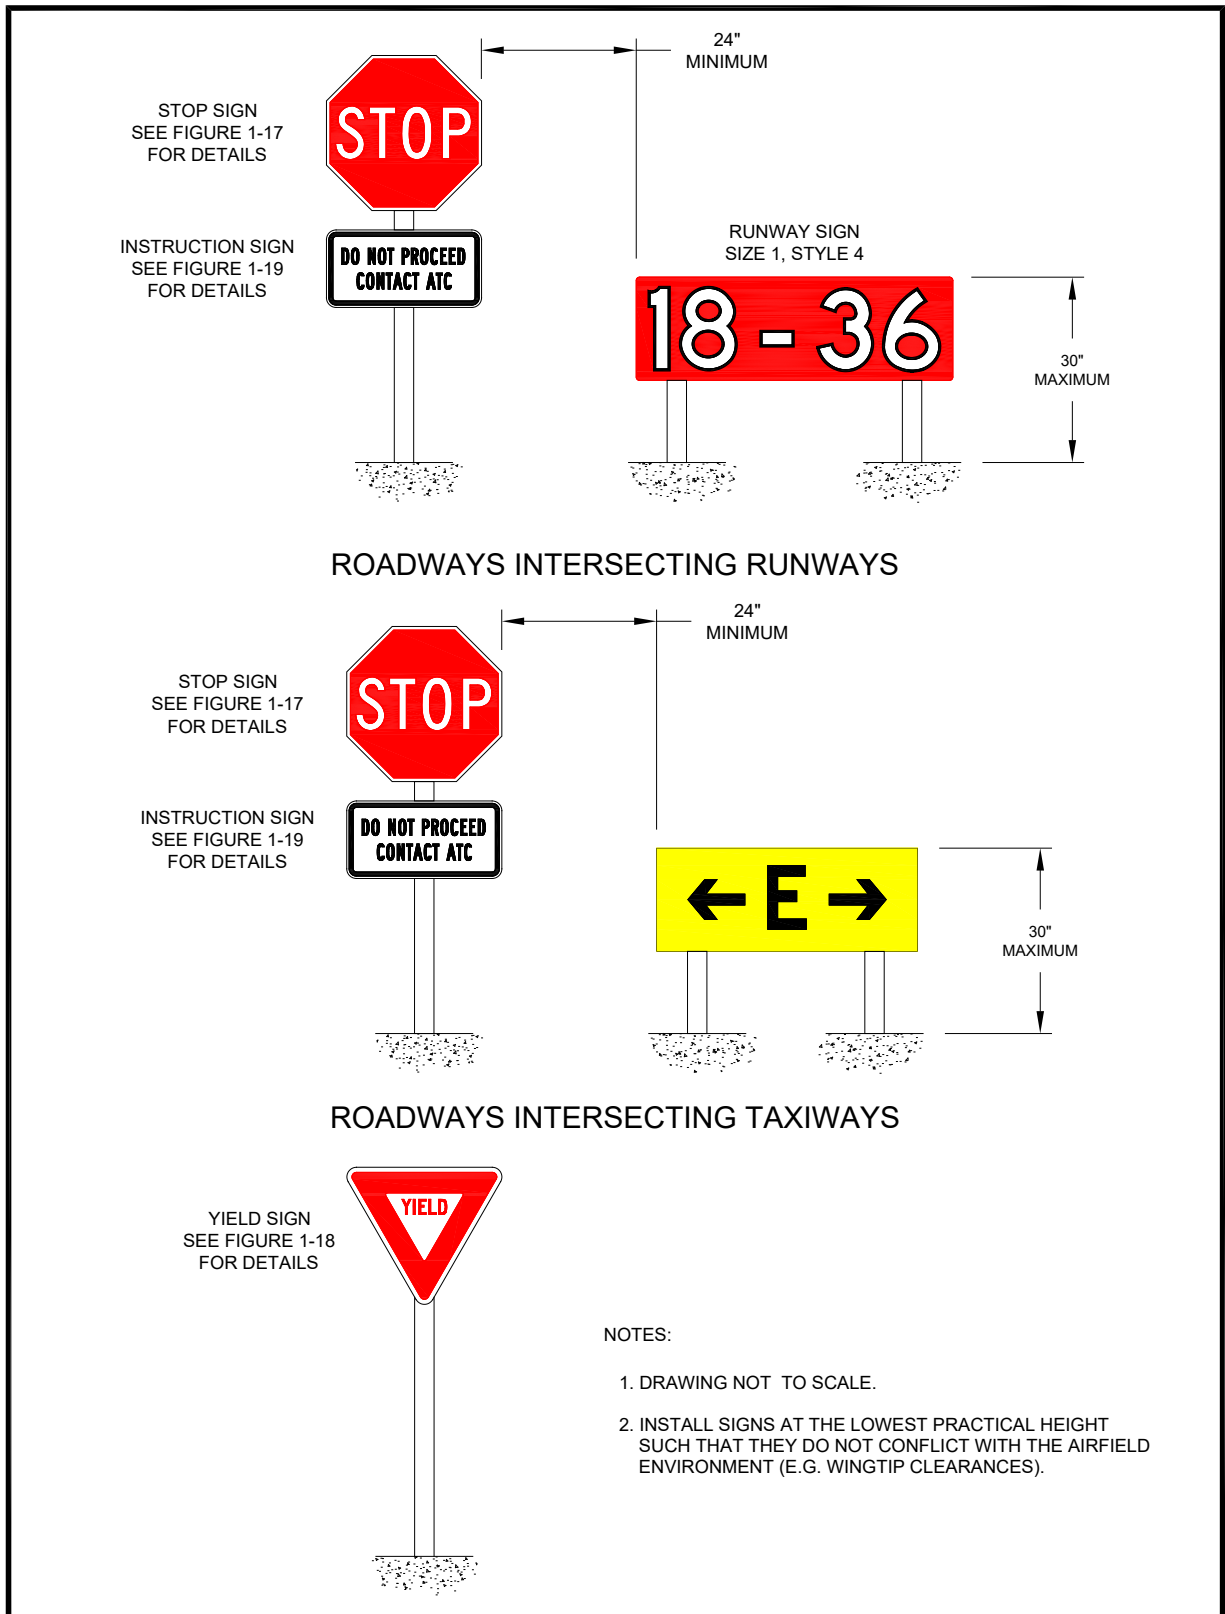 24"
MINIMUM
STOP SIGN
SEE FIGURE 1-17
FOR DETAILS
STOP
INSTRUCTION SIGN
SEE FIGURE 1-19
FOR DETAILS
DO NOT PROCEED
CONTACT ATC
RUNWAY SIGN
SIZE 1, STYLE 4
18 - 36
30"
MAXIMUM
ROADWAYS INTERSECTING RUNWAYS
24"
MINIMUM
STOP SIGN
SEE FIGURE 1-17
FOR DETAILS
STOP
INSTRUCTION SIGN
SEE FIGURE 1-19
FOR DETAILS
DO NOT PROCEED
CONTACT ATC
← E →
30"
MAXIMUM
ROADWAYS INTERSECTING TAXIWAYS
YIELD SIGN
SEE FIGURE 1-18
FOR DETAILS
YIELD
NOTES:
1. DRAWING NOT TO SCALE.
2. INSTALL SIGNS AT THE LOWEST PRACTICAL HEIGHT
SUCH THAT THEY DO NOT CONFLICT WITH THE AIRFIELD
ENVIRONMENT (E.G. WINGTIP CLEARANCES).